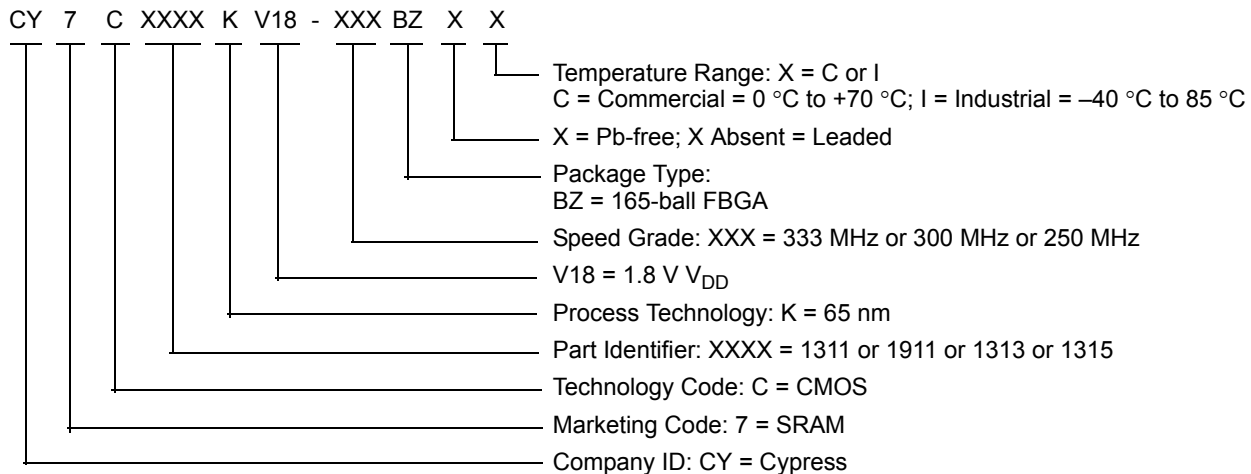 CY 7 C XXXX K V18 - XXX BZ X X
Temperature Range: X = C or I
C = Commercial = 0 °C to +70 °C; I = Industrial = –40 °C to 85 °C
X = Pb-free; X Absent = Leaded
Package Type:
BZ = 165-ball FBGA
Speed Grade: XXX = 333 MHz or 300 MHz or 250 MHz
V18 = 1.8 V VDD
Process Technology: K = 65 nm
Part Identifier: XXXX = 1311 or 1911 or 1313 or 1315
Technology Code: C = CMOS
Marketing Code: 7 = SRAM
Company ID: CY = Cypress